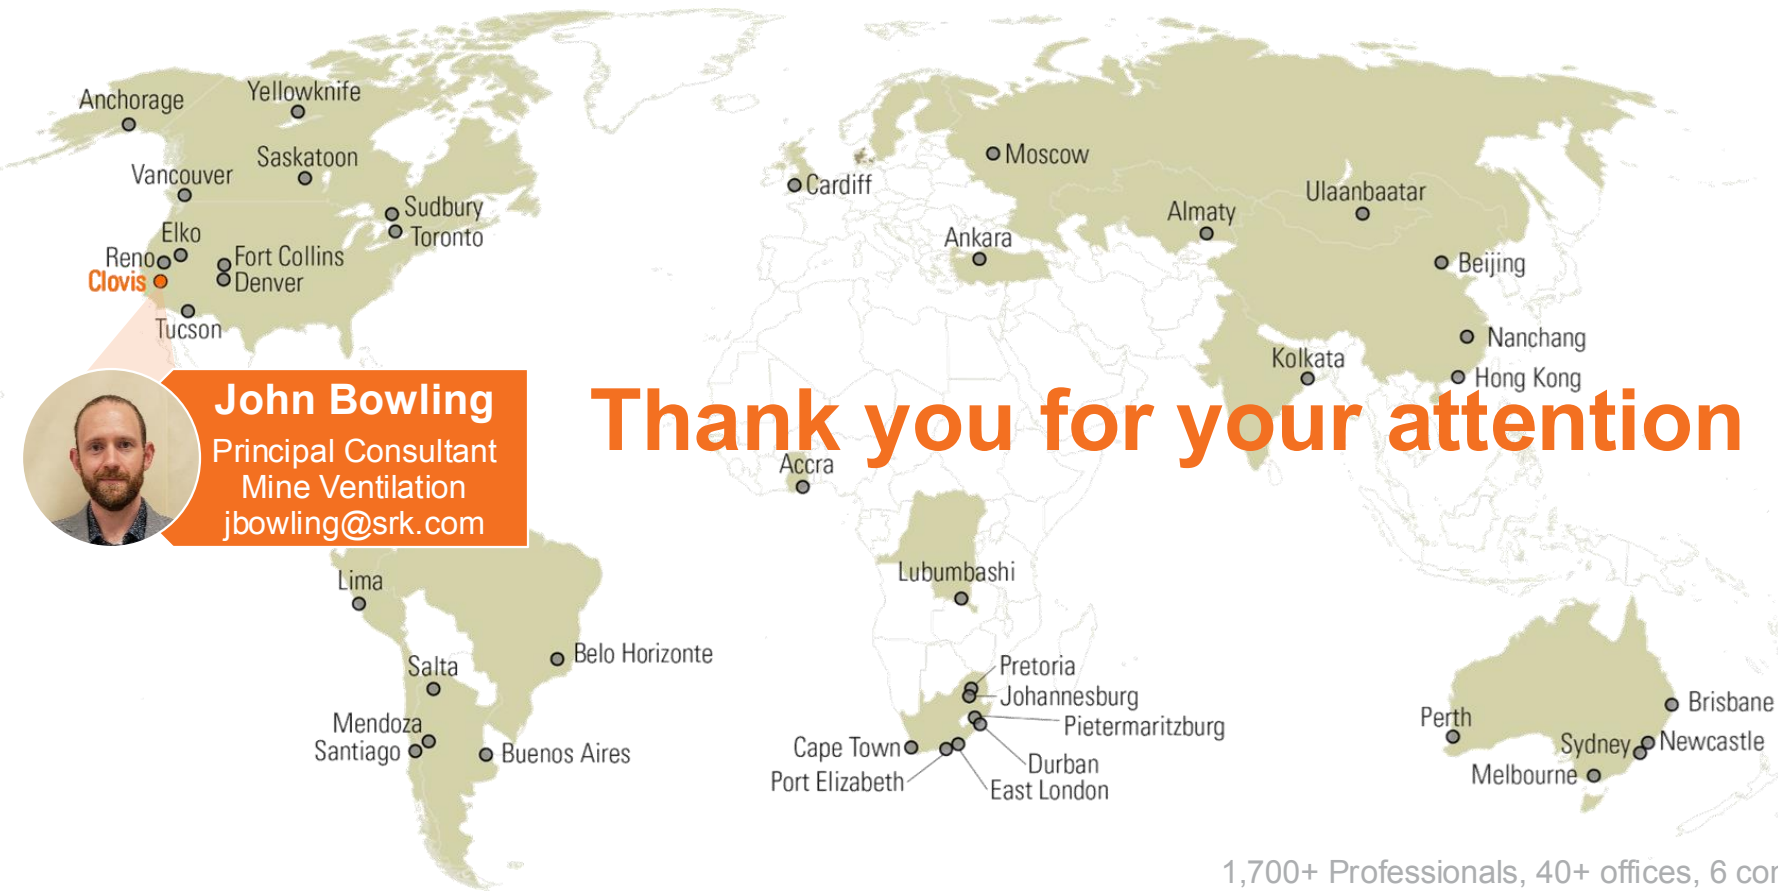 Anchorage
Yellowknife
Vancouver
Saskatoon
Sudbury
Toronto
Elko
Reno
Fort Collins
Clovis
Denver
Tucson
Cardiff
Moscow
Ulaanbaatar
Almaty
Ankara
Beijing
Nanchang
Kolkata
Hong Kong
John Bowling
Principal Consultant
Mine Ventilation
jbowling@srk.com
Thank you for your attention
Accra
Lubumbashi
Lima
Belo Horizonte
Salta
Mendoza
Santiago
Buenos Aires
Pretoria
Johannesburg
Pietermaritzburg
Cape Town
Durban
Port Elizabeth
East London
Brisbane
Perth
Sydney
Newcastle
Melbourne
1,700+ Professionals, 40+ offices, 6